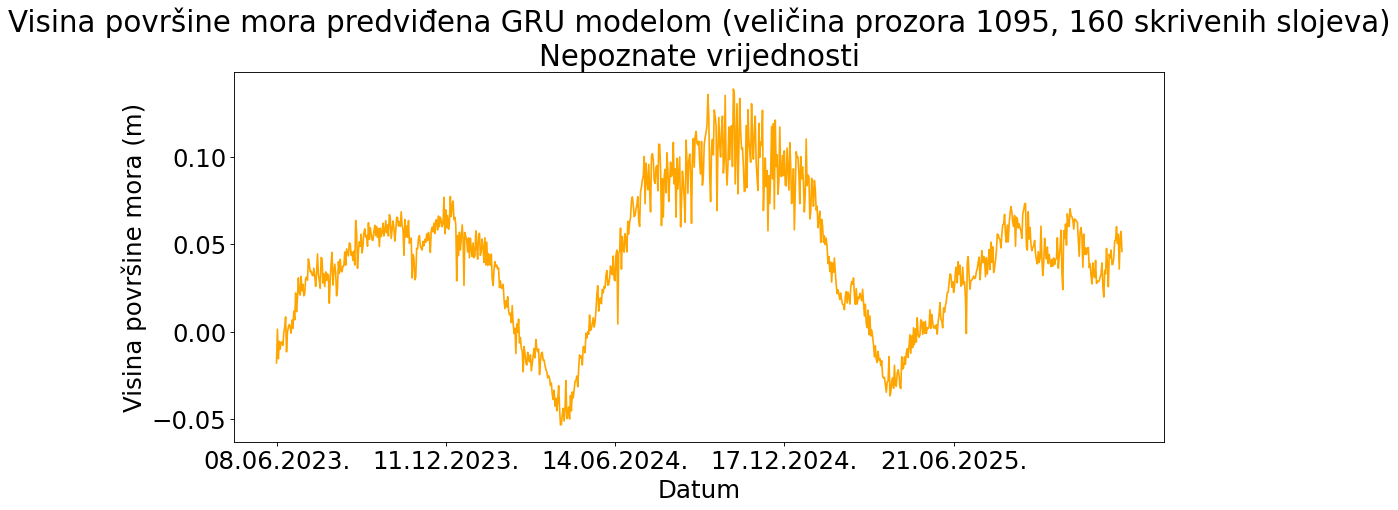 Visina površine mora predviđena GRU modelom (veličina prozora 1095, 160 skrivenih slojeva)
Nepoznate vrijednosti
Visina površine mora (m)
0.10
0.05
0.00
−0.05
08.06.2023. 11.12.2023. 14.06.2024. 17.12.2024. 21.06.2025.
Datum